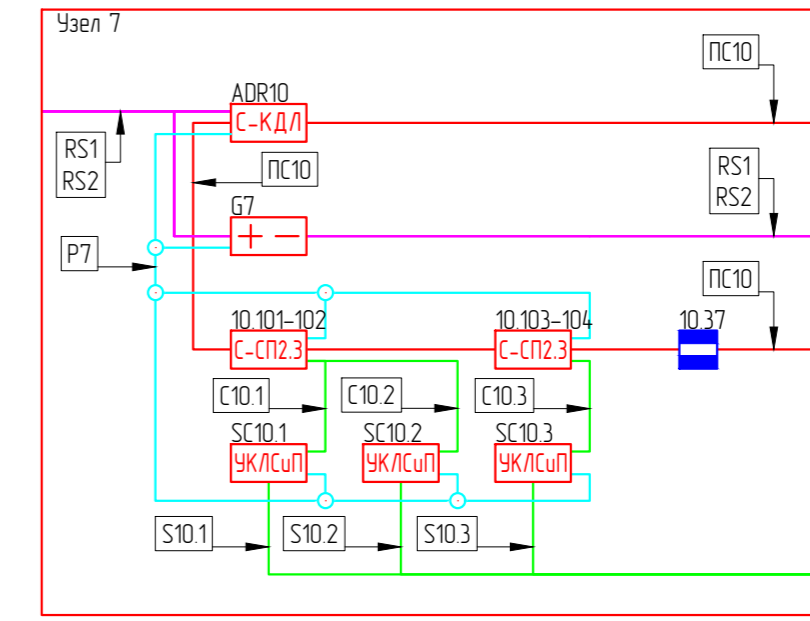 Узел 7
ПС10
ADR10
С-КДЛ
RS1
RS2
ПС10
RS1
RS2
G7
+ -
P7
ПС10
10.101-102
10.103-104
10.37
С-СП2.3
С-СП2.3
С10.1
С10.2
С10.3
SC10.1
SC10.2
SC10.3
УКЛСиП
УКЛСиП
УКЛСиП
S10.1
S10.2
S10.3